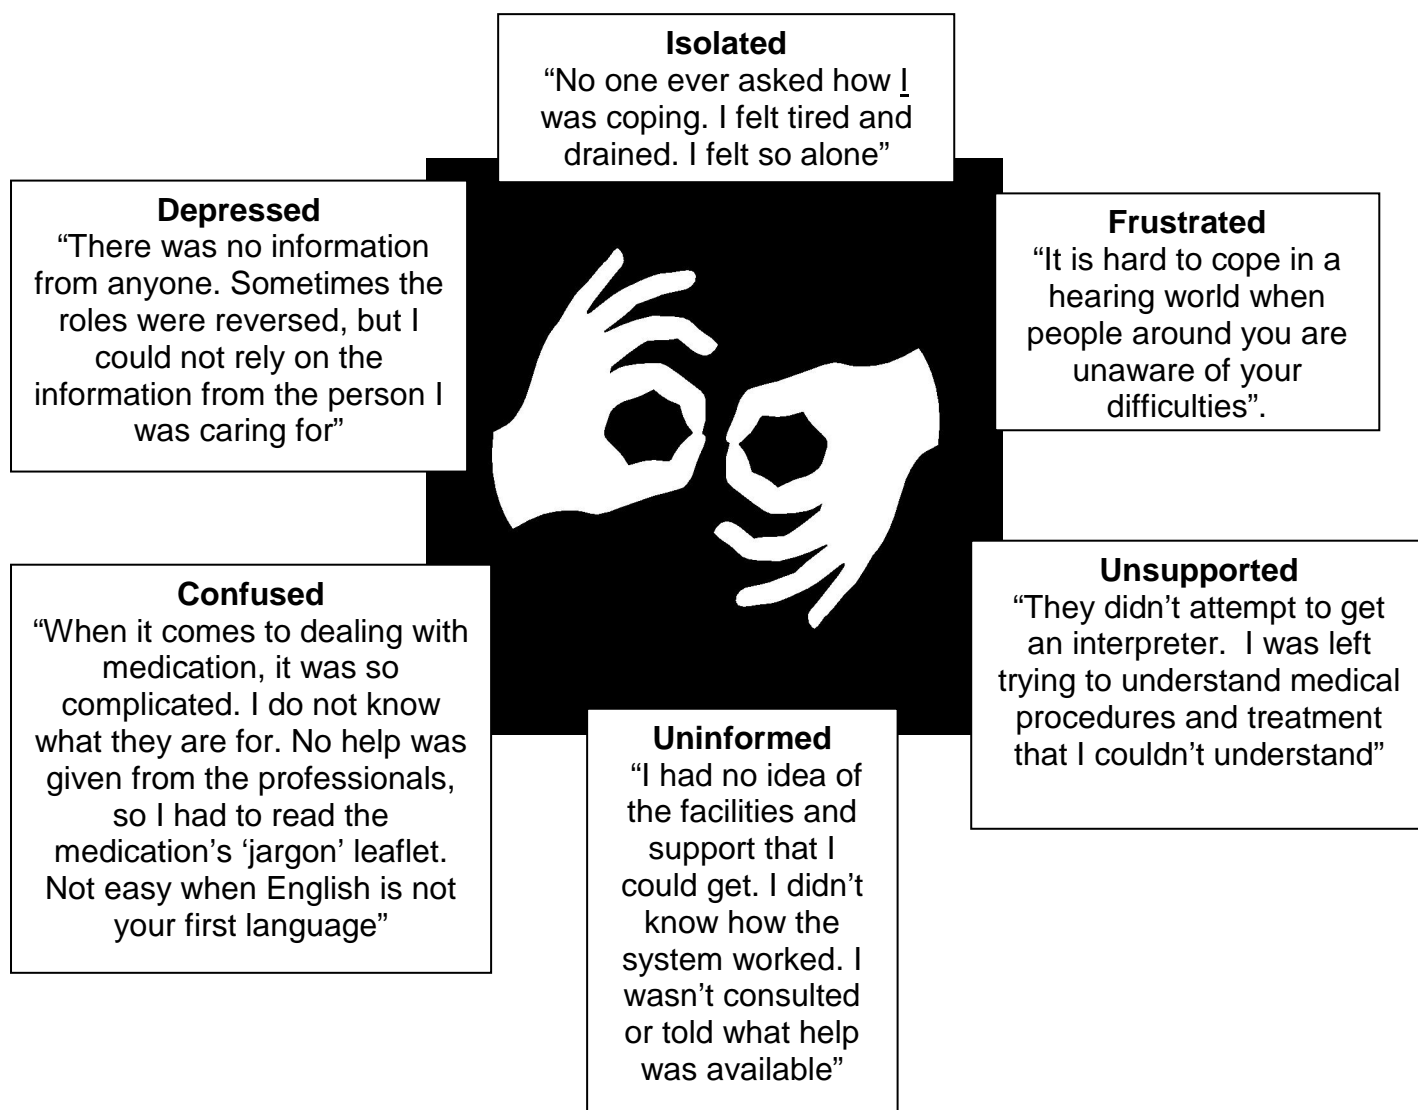 Isolated
“No one ever asked how I
was coping. I felt tired and
drained. I felt so alone”
Depressed
“There was no information
from anyone. Sometimes the
roles were reversed, but I
could not rely on the
information from the person I
was caring for”
Frustrated
“It is hard to cope in a
hearing world when
people around you are
unaware of your
difficulties”.
Confused
“When it comes to dealing with
medication, it was so
complicated. I do not know
what they are for. No help was
given from the professionals,
so I had to read the
medication’s ‘jargon’ leaflet.
Not easy when English is not
your first language”
Unsupported
“They didn’t attempt to get
an interpreter.  I was left
trying to understand medical
procedures and treatment
that I couldn’t understand”
Uninformed
“I had no idea of
the facilities and
support that I
could get. I didn’t
know how the
system worked. I
wasn’t consulted
or told what help
was available”